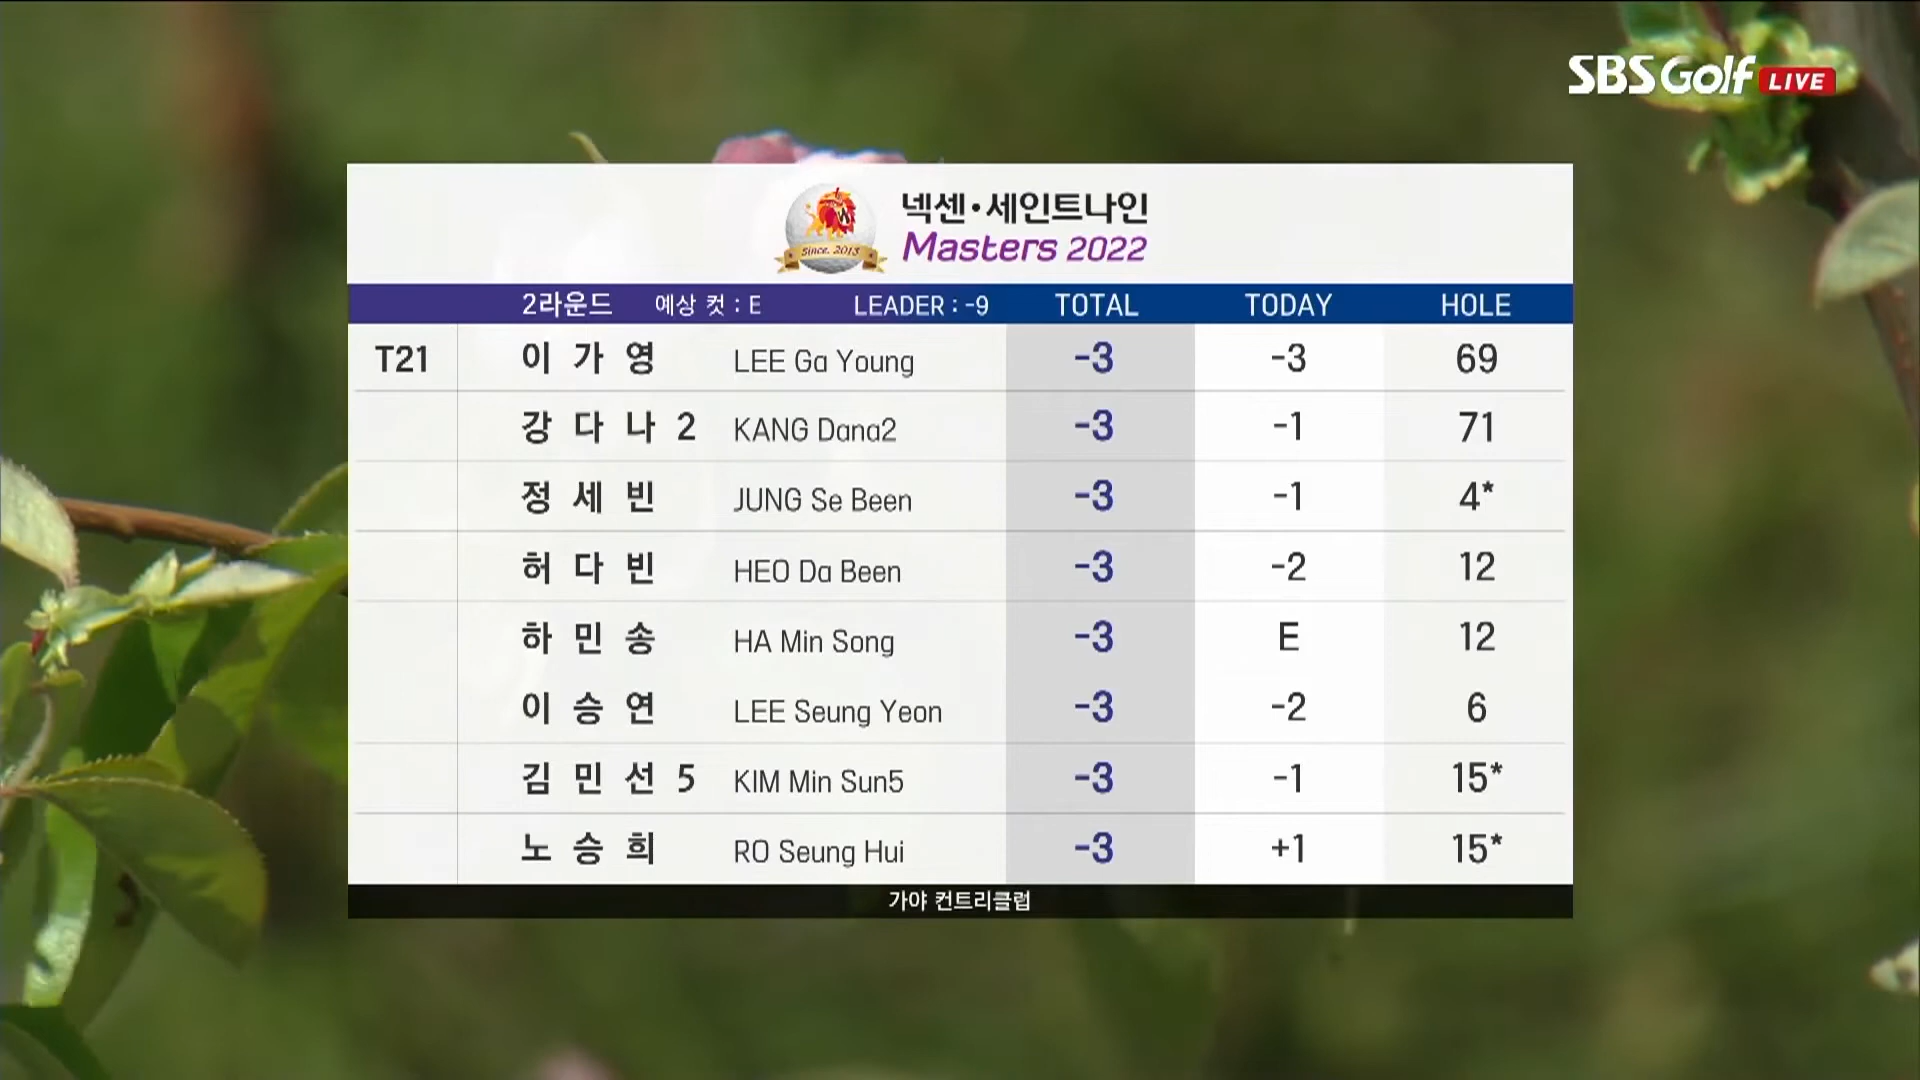 SBS Golf LIVE
넥센·세인트나인
Since. 2013
Masters 2022
2라운드 예상 컷 : E LEADER : -9 TOTAL TODAY HOLE
T21 이 가 영 LEE Ga Young -3 -3 69
강 다 나 2 KANG Dana2 -3 -1 71
정 세 빈 JUNG Se Been -3 -1 4*
허 다 빈 HEO Da Been -3 -2 12
하 민 송 HA Min Song -3 E 12
이 승 연 LEE Seung Yeon -3 -2 6
김 민 선 5 KIM Min Sun5 -3 -1 15*
노 승 희 RO Seung Hui -3 +1 15*
가야 컨트리클럽